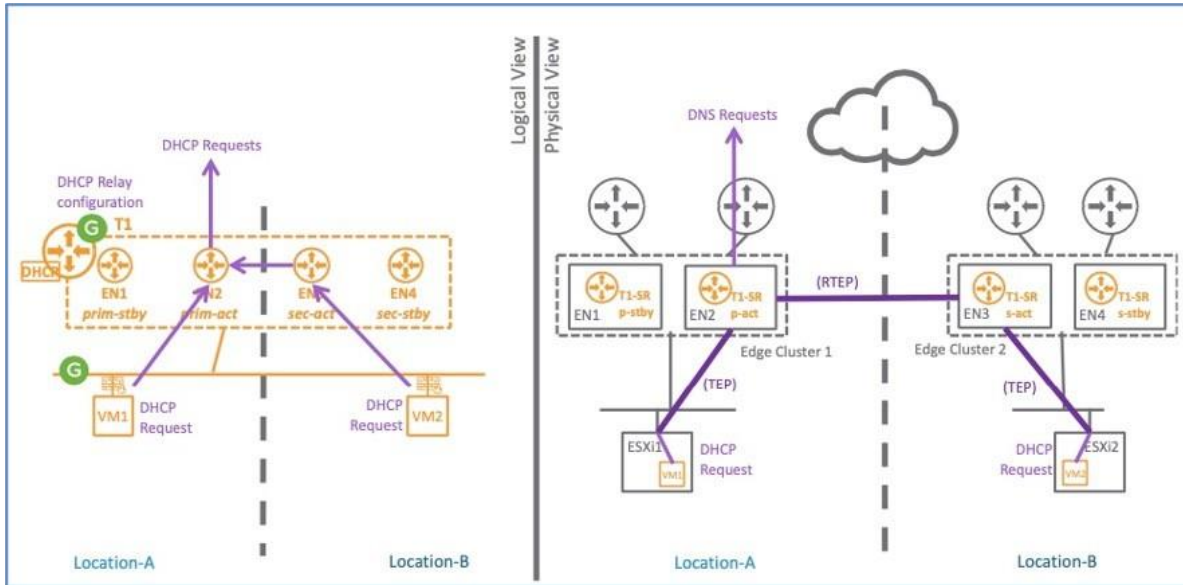 Logical View
DHCP Requests
DHCP Relay
configuration
G
T1
DHCP
EN1
prim-stby
N2
prim-act
EN
sec-act
EN4
sec-stby
G
VM1
DHCP
Request
DHCP
Request
VM2
Location-A
Location-B
Physical View
DNS Requests
T1-SR
p-stby
EN1
T1-SR
p-act
EN2
(RTEP)
T1-SR
s-act
EN3
T1-SR
s-stby
EN4
Edge Cluster 1
Edge Cluster 2
(TEP)
(TEP)
ESXi1
VM1
DHCP
Request
DHCP
Request
ESXi2
VM2
Location-A
Location-B